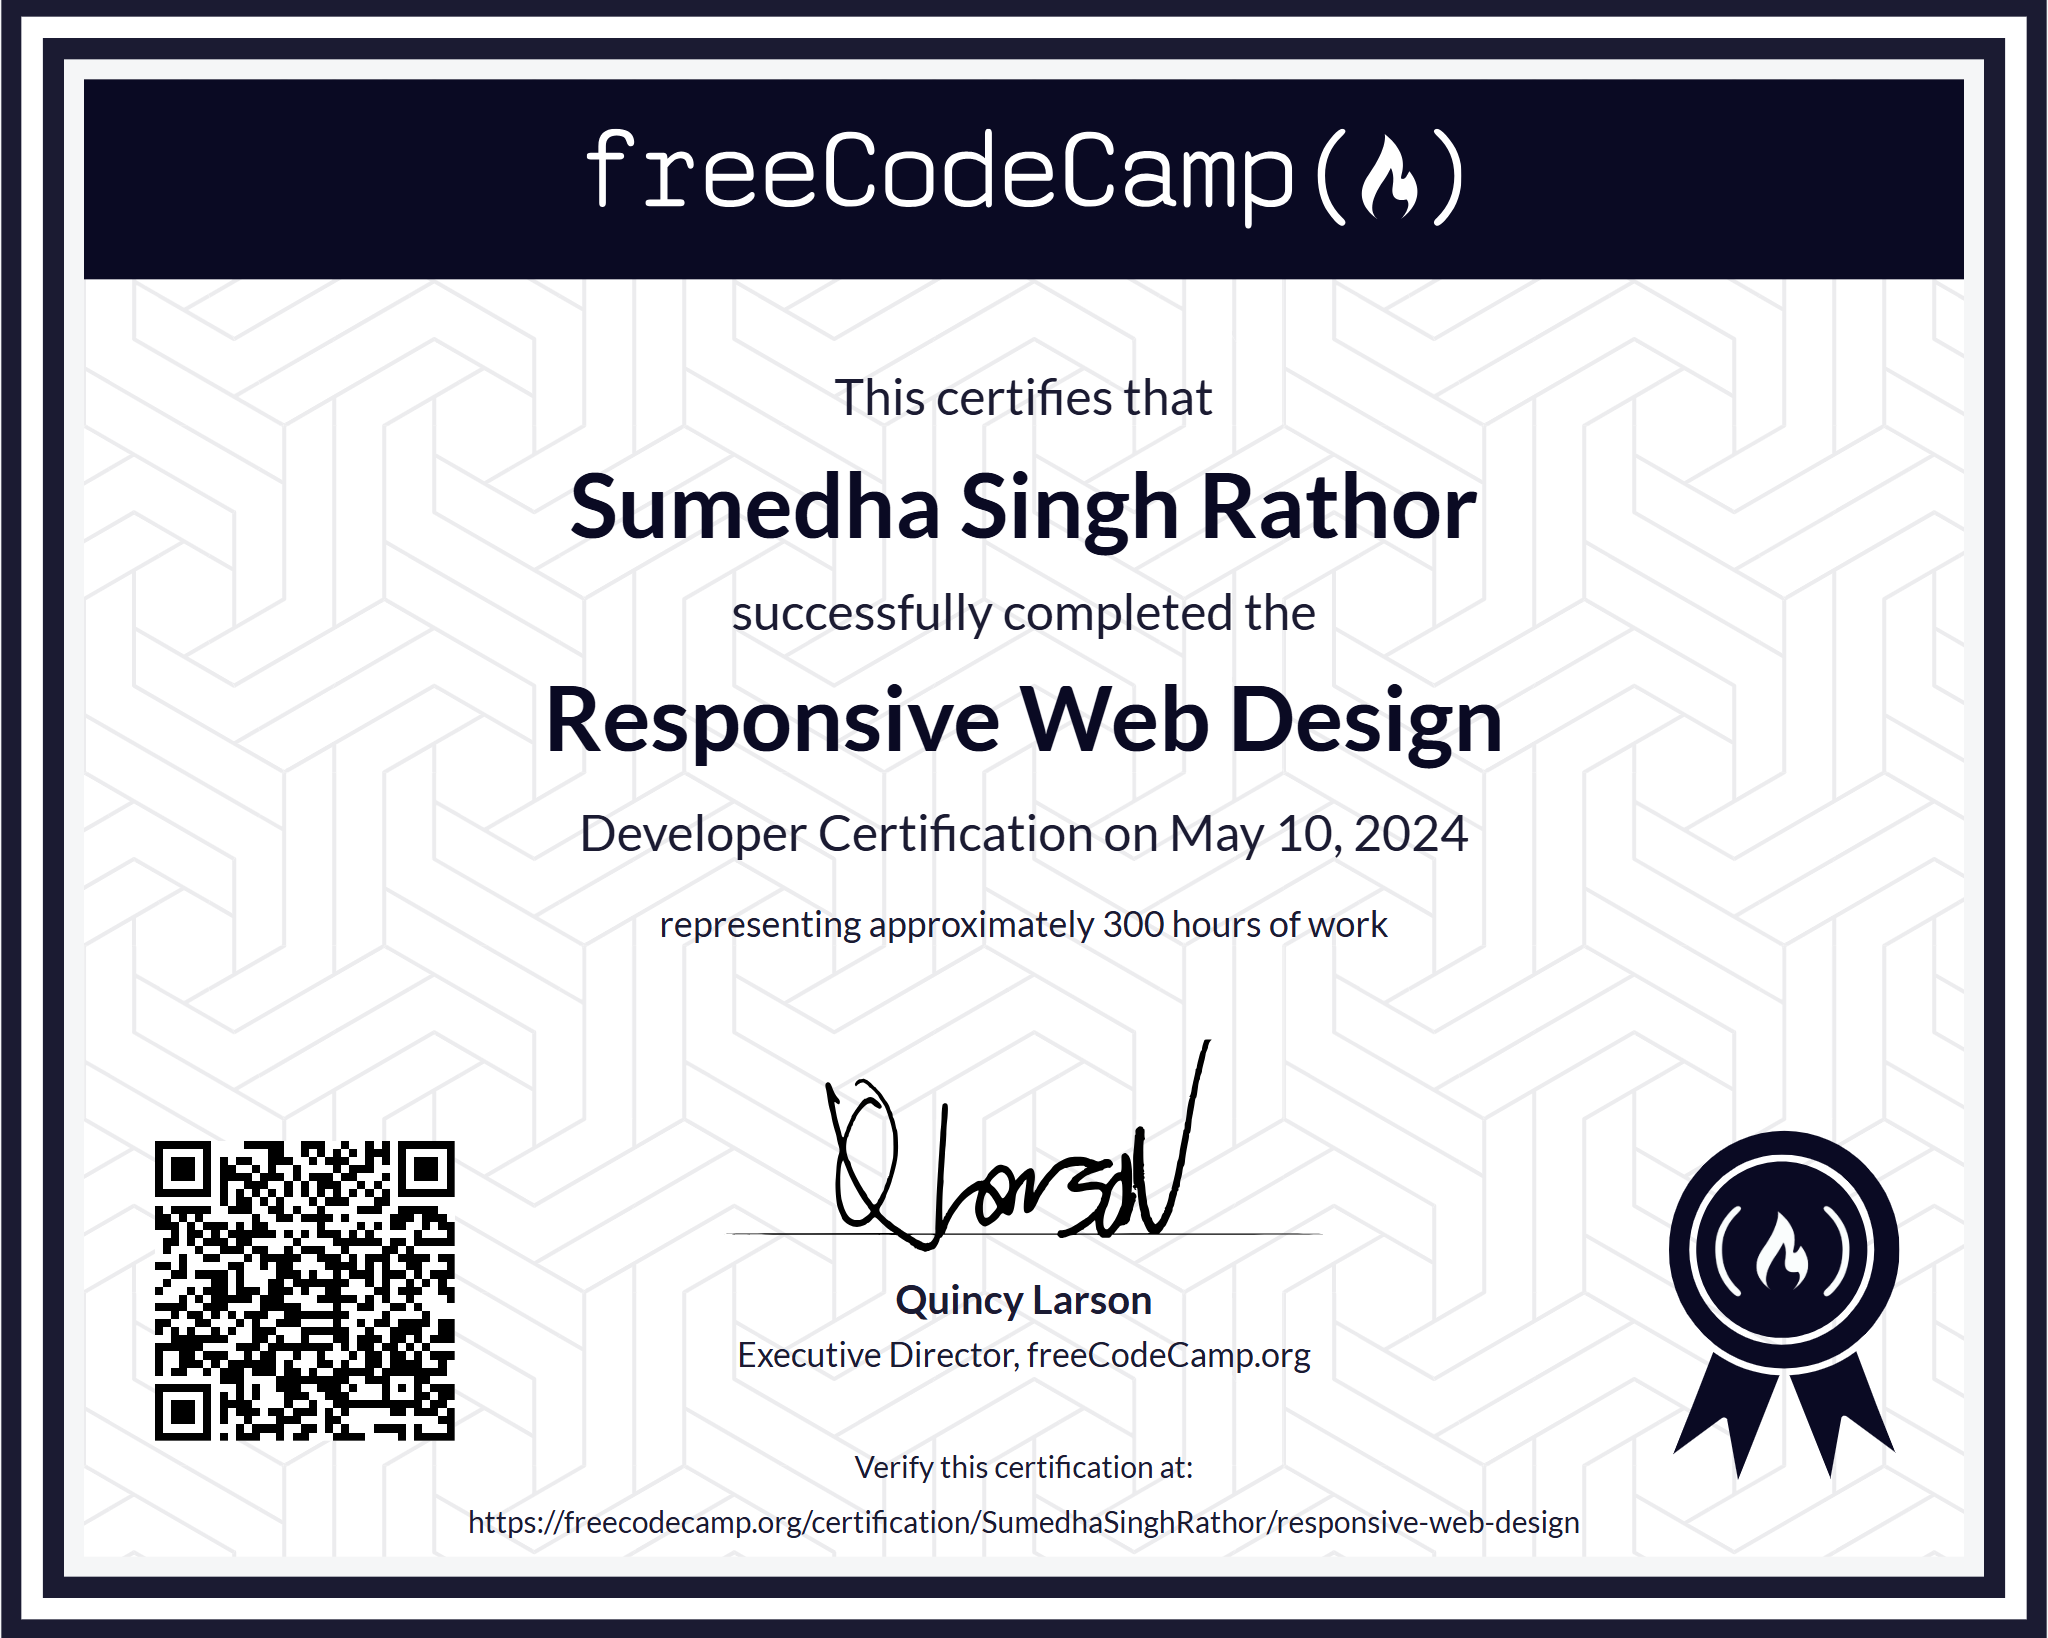 freeCodeCamp(🔥)
This certifies that
Sumedha Singh Rathor
successfully completed the
Responsive Web Design
Developer Certification on May 10, 2024
representing approximately 300 hours of work
Q Larson
Quincy Larson
Executive Director, freeCodeCamp.org
Verify this certification at:
https://freecodecamp.org/certification/SumedhaSinghRathor/responsive-web-design